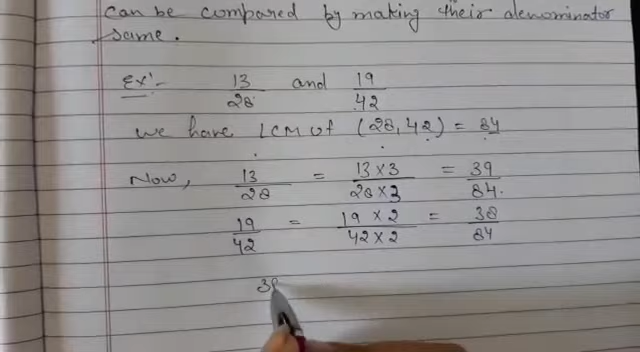 can be compared by making their denominator
same.
Ex:- 13/28 and 19/42
we have LCM of (28, 42) = 84
Now, 13/28 = 13×3/28×3 = 39/84.
19/42 = 19×2/42×2 = 38/84
38